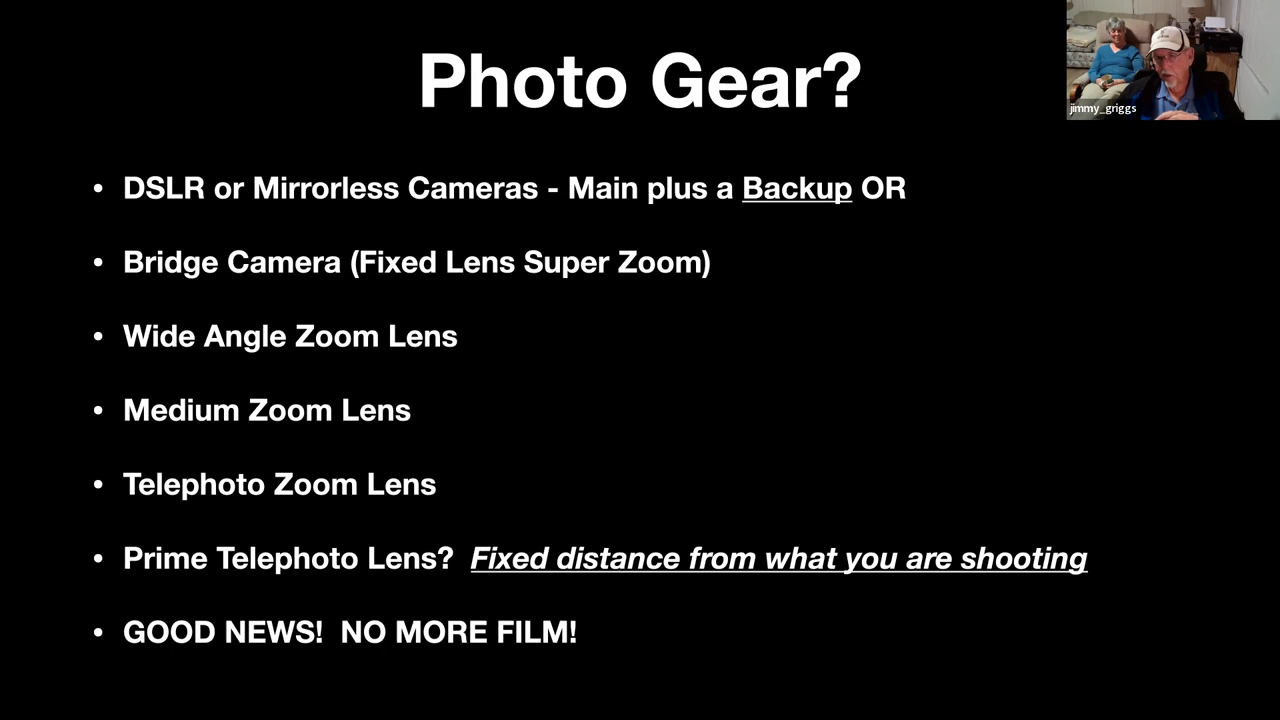 Photo Gear?
jimmy_griggs
• DSLR or Mirrorless Cameras - Main plus a Backup OR
• Bridge Camera (Fixed Lens Super Zoom)
• Wide Angle Zoom Lens
• Medium Zoom Lens
• Telephoto Zoom Lens
• Prime Telephoto Lens? Fixed distance from what you are shooting
• GOOD NEWS! NO MORE FILM!